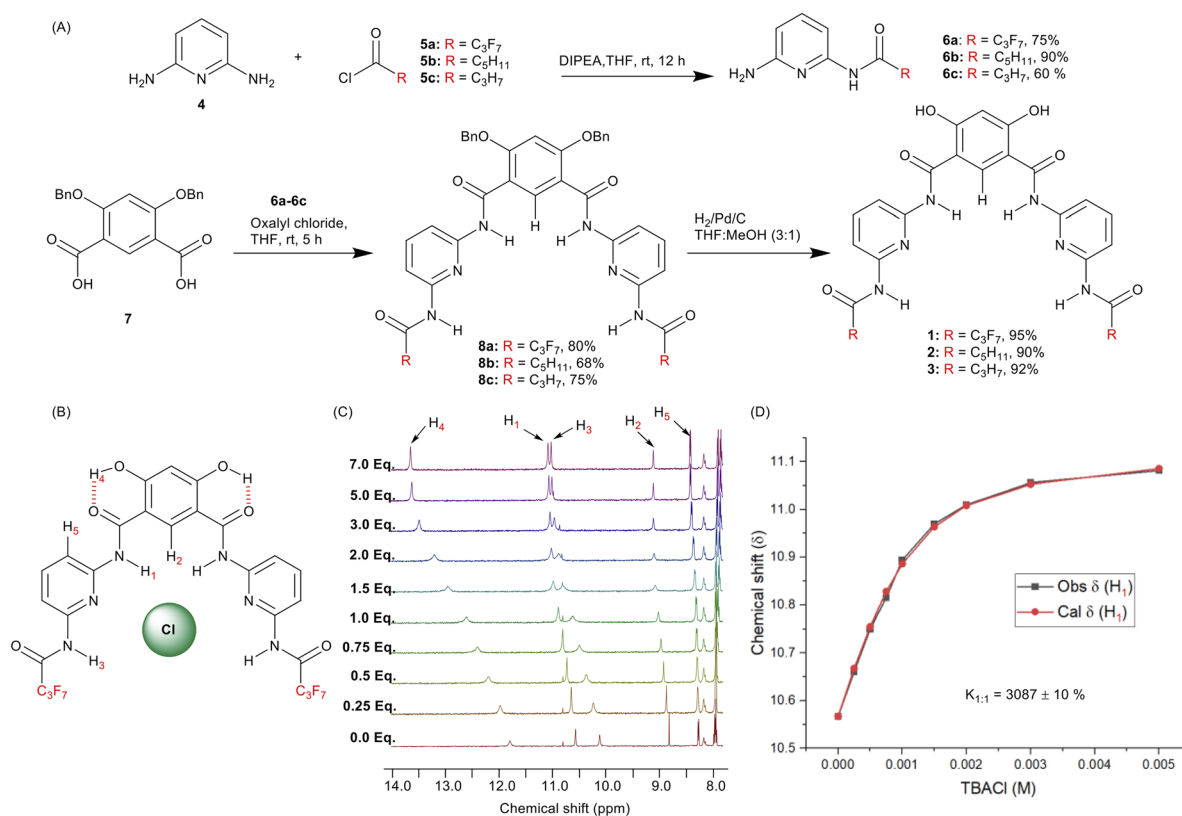 (A)
NH₂ N NH₂
4
+
O
Cl R
5a: R = C₃F₇
5b: R = C₅H₁₁
5c: R = C₃H₇
DIPEA,THF, rt, 12 h
NH₂ N N H O R
6a: R = C₃F₇, 75%
6b: R = C₅H₁₁, 90%
6c: R = C₃H₇, 60 %
OBn OBn
O O
OH OH
7
6a-6c
Oxalyl chloride,
THF, rt, 5 h
OBn OBn
O H O
N H H N
N N
O N H H N O
R R
8a: R = C₃F₇, 80%
8b: R = C₅H₁₁, 68%
8c: R = C₃H₇, 75%
H₂/Pd/C
THF:MeOH (3:1)
HO OH
O H O
N H H N
N N
O N H H N O
R R
1: R = C₃F₇, 95%
2: R = C₅H₁₁, 90%
3: R = C₃H₇, 92%
(B)
H₄ O O H
O O
H₅ H₂
N H₁ H N
N Cl N
O N H₃ H N O
C₃F₇ C₃F₇
(C)
H₄ H₁ H₃ H₂ H₅
7.0 Eq.
5.0 Eq.
3.0 Eq.
2.0 Eq.
1.5 Eq.
1.0 Eq.
0.75 Eq.
0.5 Eq.
0.25 Eq.
0.0 Eq.
14.0 13.0 12.0 11.0 10.0 9.0 8.0
Chemical shift (ppm)
(D)
Chemical shift (δ)
11.1
11.0
10.9
10.8
10.7
10.6
10.5
Obs δ (H₁)
Cal δ (H₁)
K₁:₁ = 3087 ± 10 %
0.000 0.001 0.002 0.003 0.004 0.005
TBACl (M)